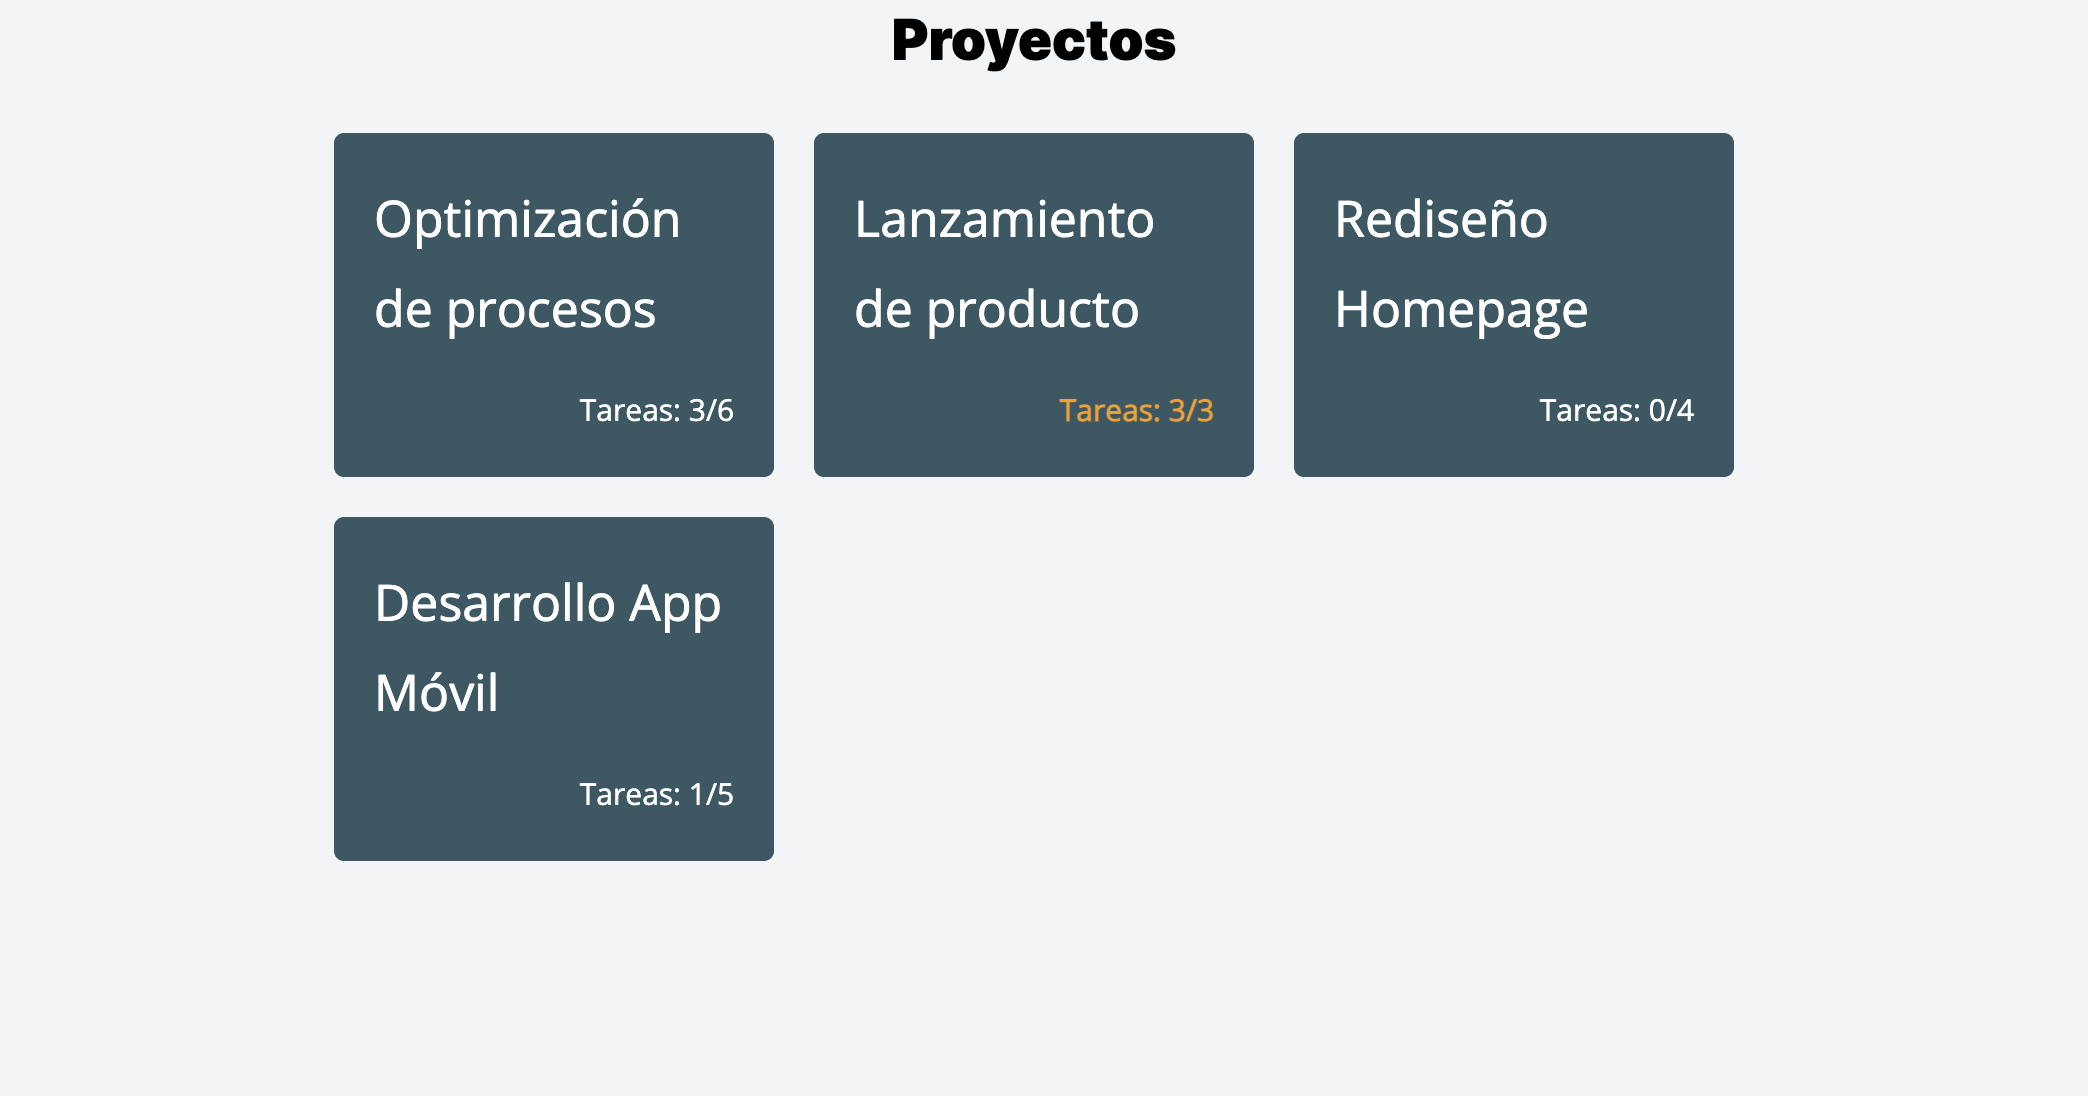 Proyectos
Optimización
de procesos
Tareas: 3/6
Lanzamiento
de producto
Tareas: 3/3
Rediseño
Homepage
Tareas: 0/4
Desarrollo App
Móvil
Tareas: 1/5